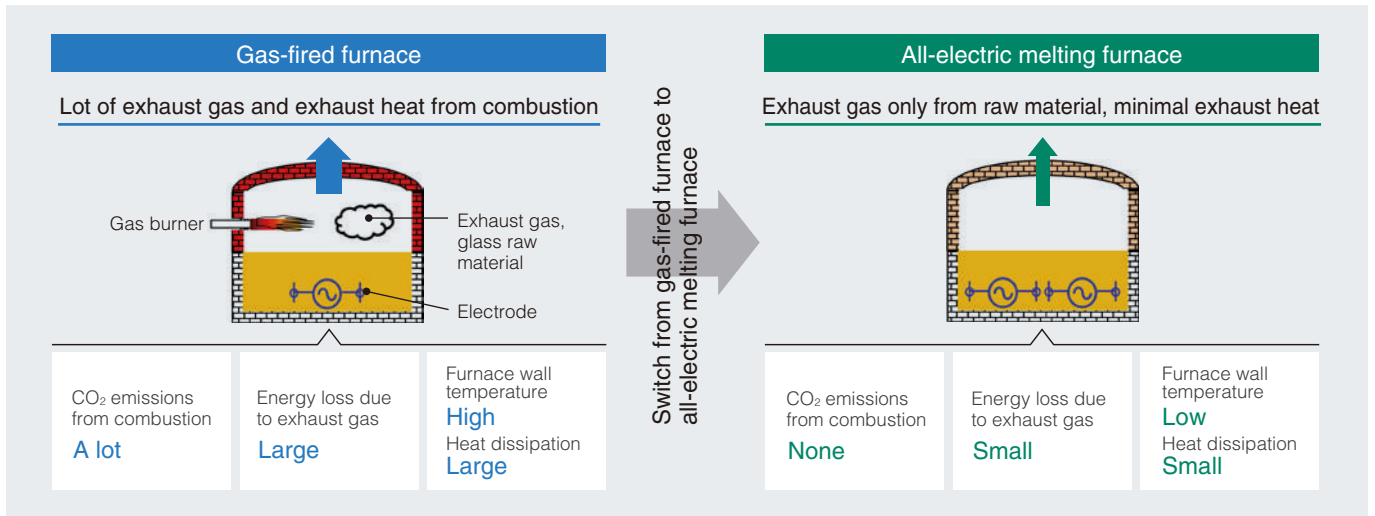 Gas-fired furnace
Lot of exhaust gas and exhaust heat from combustion
Gas burner
Exhaust gas,
glass raw
material
Electrode
CO₂ emissions
from combustion
A lot
Energy loss due
to exhaust gas
Large
Furnace wall
temperature
High
Heat dissipation
Large
Switch from gas-fired furnace to
all-electric melting furnace
All-electric melting furnace
Exhaust gas only from raw material, minimal exhaust heat
CO₂ emissions
from combustion
None
Energy loss due
to exhaust gas
Small
Furnace wall
temperature
Low
Heat dissipation
Small